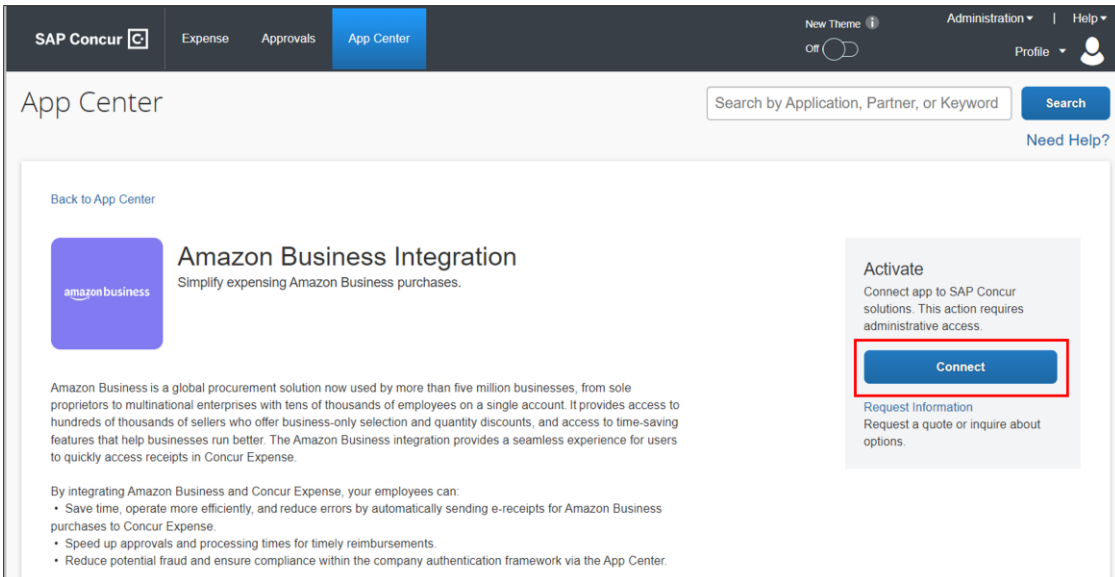 New Theme i
Administration | Help
SAP Concur C Expense Approvals App Center
Off
Profile
App Center
Search by Application, Partner, or Keyword
Search
Need Help?
Back to App Center
amazon business
Amazon Business Integration
Simplify expensing Amazon Business purchases.
Activate
Connect app to SAP Concur
solutions. This action requires
administrative access.
Connect
Request Information
Request a quote or inquire about
options.
Amazon Business is a global procurement solution now used by more than five million businesses, from sole
proprietors to multinational enterprises with tens of thousands of employees on a single account. It provides access to
hundreds of thousands of sellers who offer business-only selection and quantity discounts, and access to time-saving
features that help businesses run better. The Amazon Business integration provides a seamless experience for users
to quickly access receipts in Concur Expense.
By integrating Amazon Business and Concur Expense, your employees can:
• Save time, operate more efficiently, and reduce errors by automatically sending e-receipts for Amazon Business
purchases to Concur Expense.
• Speed up approvals and processing times for timely reimbursements.
• Reduce potential fraud and ensure compliance within the company authentication framework via the App Center.